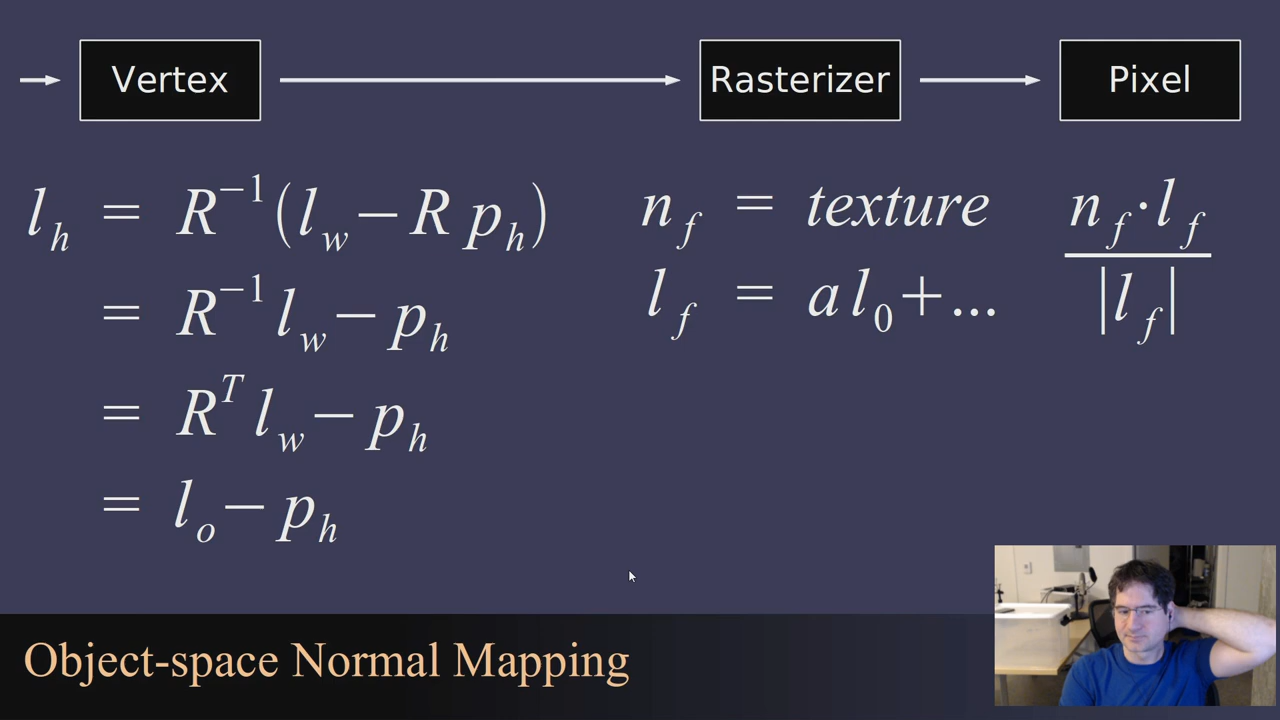 Vertex
Rasterizer
Pixel
l_h = R^{-1}(l_w − R p_h)
= R^{-1} l_w − p_h
= R^T l_w − p_h
= l_o − p_h
n_f = texture
l_f = a l_0 + ...
n_f · l_f
|l_f|
Object-space Normal Mapping